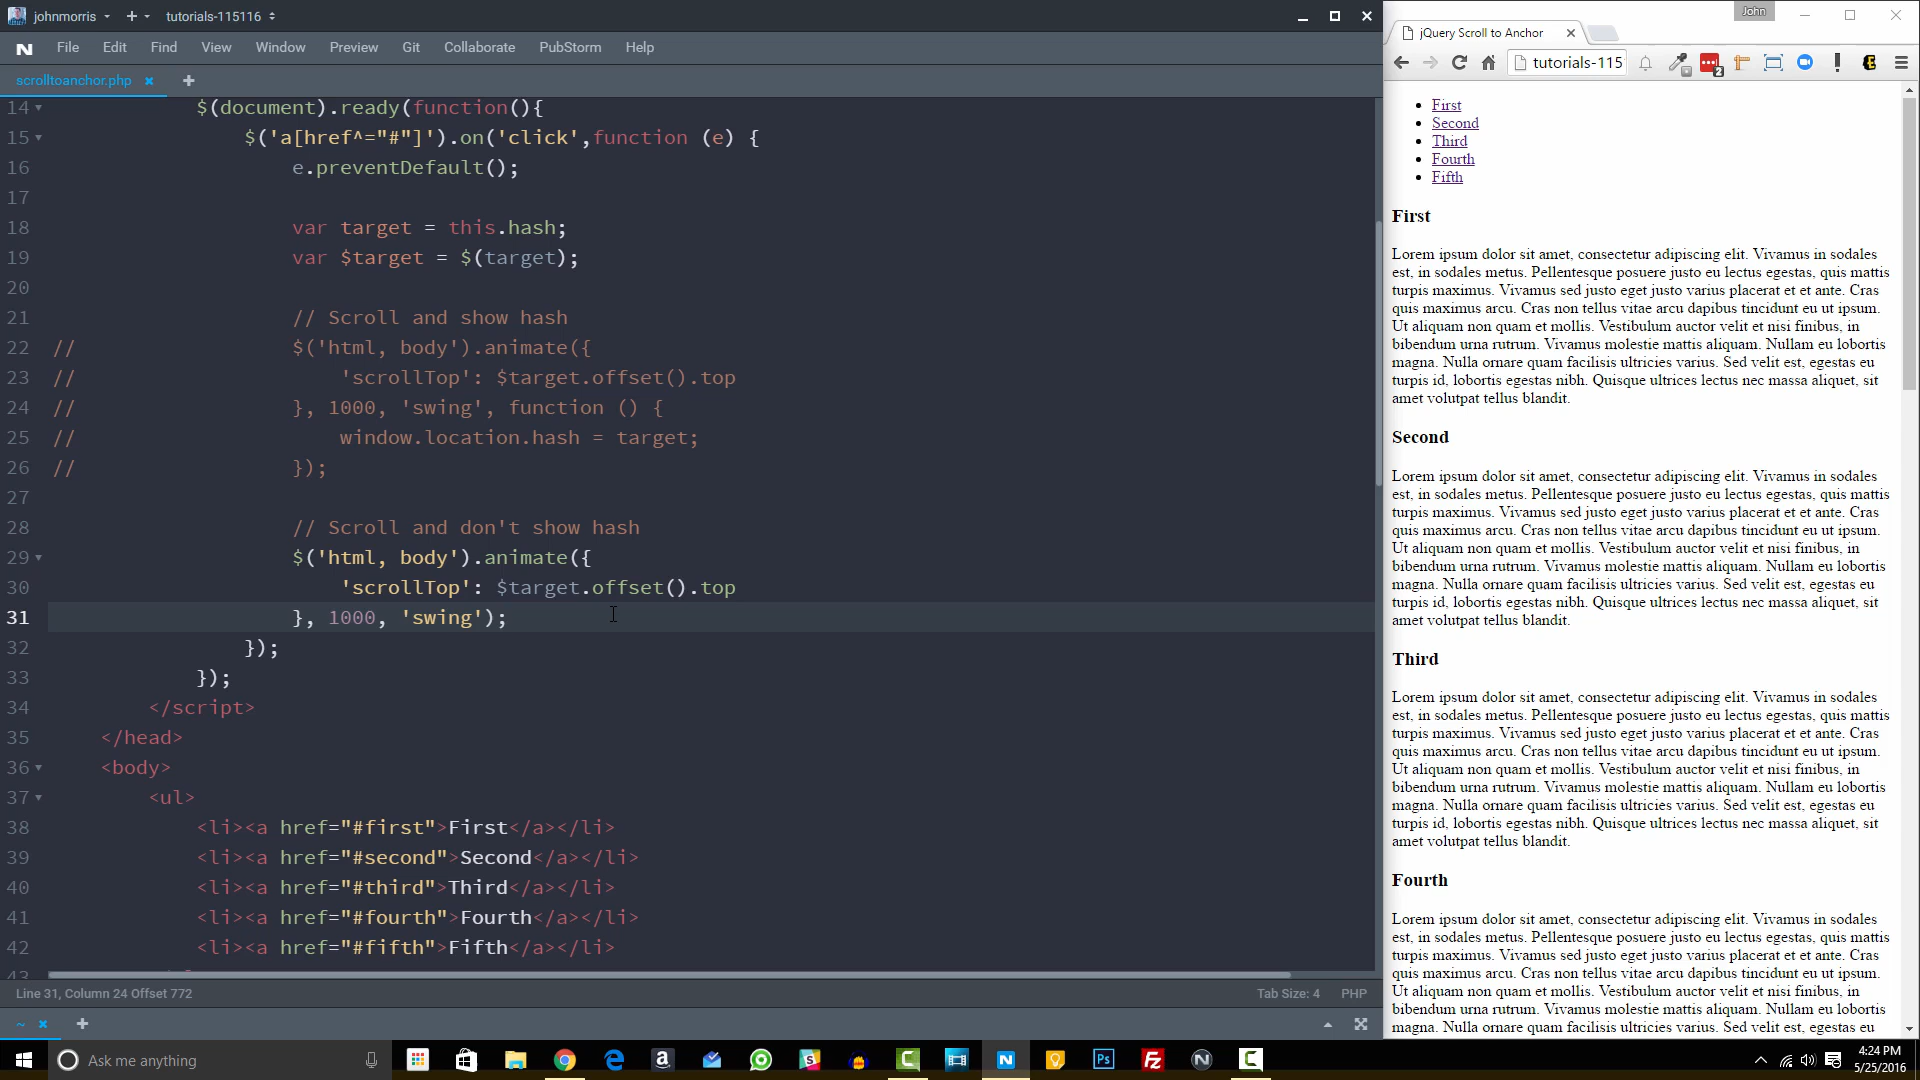 johnmorris
tutorials-115116
File Edit Find View Window Preview Git Collaborate PubStorm Help
scrolltoanchor.php
14 $(document).ready(function(){
15 $('a[href^="#"]').on('click',function (e) {
16 e.preventDefault();
17
18 var target = this.hash;
19 var $target = $(target);
20
21 // Scroll and show hash
22 // $('html, body').animate({
23 // 'scrollTop': $target.offset().top
24 // }, 1000, 'swing', function () {
25 // window.location.hash = target;
26 // });
27
28 // Scroll and don't show hash
29 $('html, body').animate({
30 'scrollTop': $target.offset().top
31 }, 1000, 'swing');
32 });
33 });
34 </script>
35 </head>
36 <body>
37 <ul>
38 <li><a href="#first">First</a></li>
39 <li><a href="#second">Second</a></li>
40 <li><a href="#third">Third</a></li>
41 <li><a href="#fourth">Fourth</a></li>
42 <li><a href="#fifth">Fifth</a></li>
43
Line 31, Column 24 Offset 772
Tab Size: 4 PHP
~
John
jQuery Scroll to Anchor
tutorials-115
2
First
Second
Third
Fourth
Fifth
First
Lorem ipsum dolor sit amet, consectetur adipiscing elit. Vivamus in sodales
est, in sodales metus. Pellentesque posuere justo eu lectus egestas, quis mattis
turpis maximus. Vivamus sed justo eget justo varius placerat et et ante. Cras
quis maximus arcu. Cras non tellus vitae arcu dapibus tincidunt eu ut ipsum.
Ut aliquam non quam et mollis. Vestibulum auctor velit et nisi finibus, in
bibendum urna rutrum. Vivamus molestie mattis aliquam. Nullam eu lobortis
magna. Nulla ornare quam facilisis ultricies varius. Sed velit est, egestas eu
turpis id, lobortis egestas nibh. Quisque ultrices lectus nec massa aliquet, sit
amet volutpat tellus blandit.
Second
Lorem ipsum dolor sit amet, consectetur adipiscing elit. Vivamus in sodales
est, in sodales metus. Pellentesque posuere justo eu lectus egestas, quis mattis
turpis maximus. Vivamus sed justo eget justo varius placerat et et ante. Cras
quis maximus arcu. Cras non tellus vitae arcu dapibus tincidunt eu ut ipsum.
Ut aliquam non quam et mollis. Vestibulum auctor velit et nisi finibus, in
bibendum urna rutrum. Vivamus molestie mattis aliquam. Nullam eu lobortis
magna. Nulla ornare quam facilisis ultricies varius. Sed velit est, egestas eu
turpis id, lobortis egestas nibh. Quisque ultrices lectus nec massa aliquet, sit
amet volutpat tellus blandit.
Third
Lorem ipsum dolor sit amet, consectetur adipiscing elit. Vivamus in sodales
est, in sodales metus. Pellentesque posuere justo eu lectus egestas, quis mattis
turpis maximus. Vivamus sed justo eget justo varius placerat et et ante. Cras
quis maximus arcu. Cras non tellus vitae arcu dapibus tincidunt eu ut ipsum.
Ut aliquam non quam et mollis. Vestibulum auctor velit et nisi finibus, in
bibendum urna rutrum. Vivamus molestie mattis aliquam. Nullam eu lobortis
magna. Nulla ornare quam facilisis ultricies varius. Sed velit est, egestas eu
turpis id, lobortis egestas nibh. Quisque ultrices lectus nec massa aliquet, sit
amet volutpat tellus blandit.
Fourth
Lorem ipsum dolor sit amet, consectetur adipiscing elit. Vivamus in sodales
est, in sodales metus. Pellentesque posuere justo eu lectus egestas, quis mattis
turpis maximus. Vivamus sed justo eget justo varius placerat et et ante. Cras
quis maximus arcu. Cras non tellus vitae arcu dapibus tincidunt eu ut ipsum.
Ut aliquam non quam et mollis. Vestibulum auctor velit et nisi finibus, in
bibendum urna rutrum. Vivamus molestie mattis aliquam. Nullam eu lobortis
magna. Nulla ornare quam facilisis ultricies varius. Sed velit est, egestas eu
Ask me anything
4:24 PM
5/25/2016